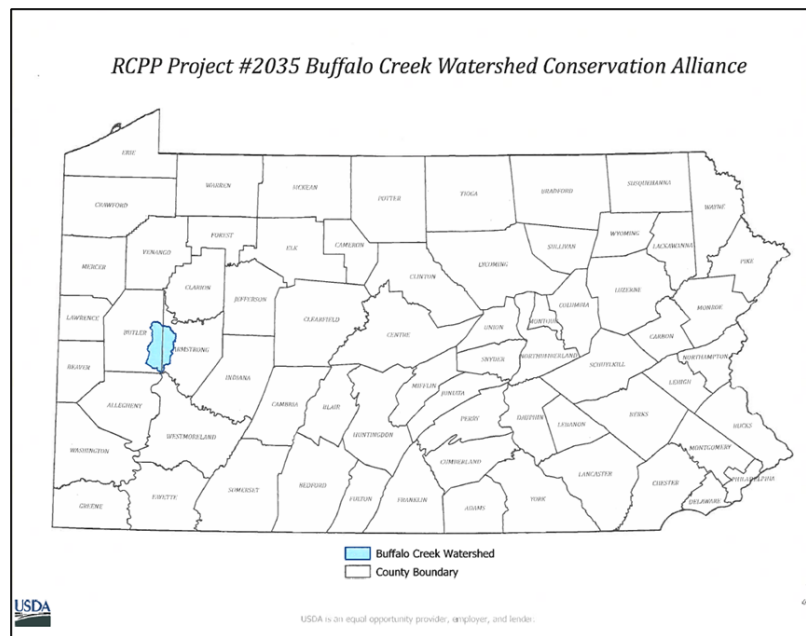 RCPP Project #2035 Buffalo Creek Watershed Conservation Alliance
ERIE
CRAWFORD
WARREN
MCKEAN
POTTER
TIOGA
BRADFORD
SUSQUEHANNA
WAYNE
MERCER
VENANGO
FOREST
ELK
CAMERON
CLINTON
LYCOMING
SULLIVAN
WYOMING
LACKAWANNA
PIKE
LAWRENCE
BUTLER
CLARION
JEFFERSON
CLEARFIELD
CENTRE
UNION
MONTOUR
COLUMBIA
LUZERNE
MONROE
BEAVER
ARMSTRONG
INDIANA
SNYDER
NORTHUMBERLAND
SCHUYLKILL
CARBON
NORTHAMPTON
LEHIGH
ALLEGHENY
WESTMORELAND
CAMBRIA
BLAIR
HUNTINGDON
MIFFLIN
JUNIATA
PERRY
DAUPHIN
LEBANON
BERKS
BUCKS
MONTGOMERY
WASHINGTON
GREENE
FAYETTE
SOMERSET
BEDFORD
FULTON
FRANKLIN
CUMBERLAND
ADAMS
YORK
LANCASTER
CHESTER
DELAWARE
PHILADELPHIA
Buffalo Creek Watershed
County Boundary
USDA
USDA is an equal opportunity provider, employer, and lender.